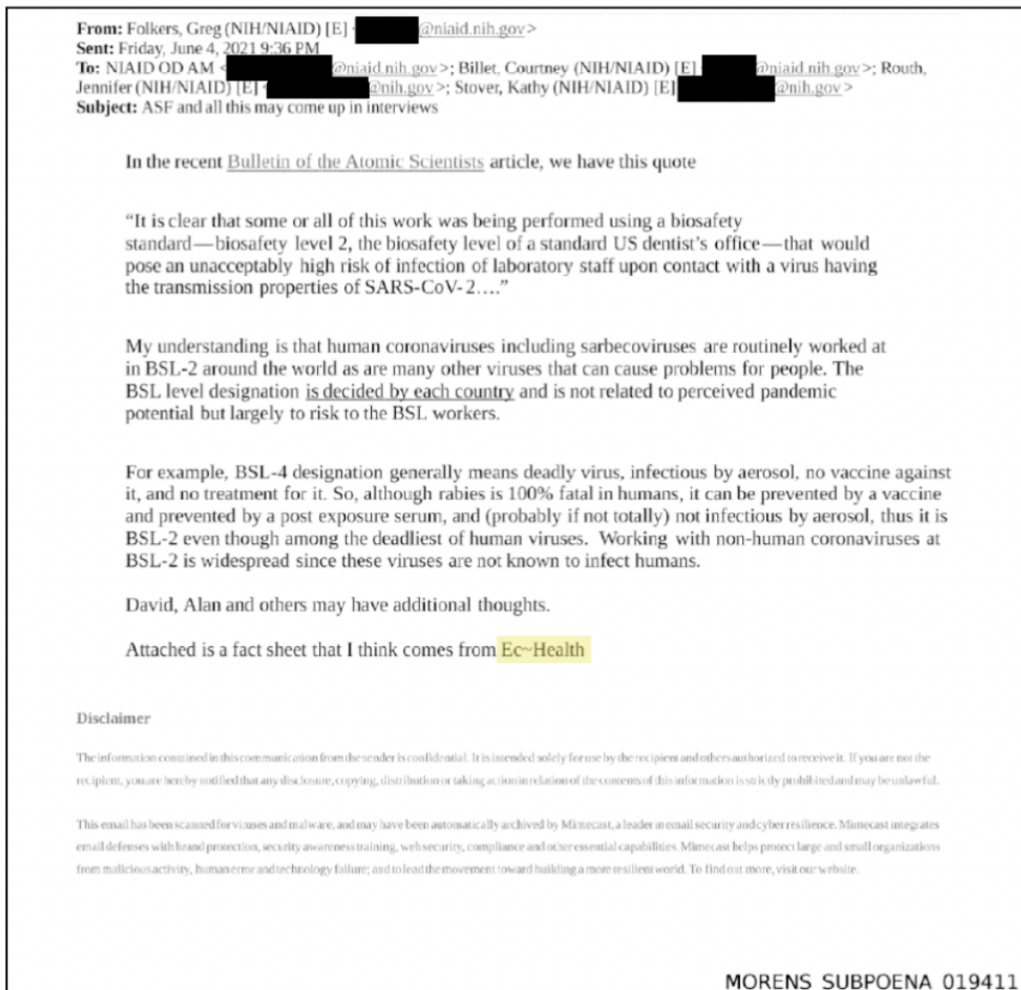 From: Folkers, Greg (NIH/NIAID) [E] @niaid.nih.gov>
Sent: Friday, June 4, 2021 9:36 PM
To: NIAID OD AM < @niaid.nih.gov>; Billet, Courtney (NIH/NIAID) [E] @niaid.nih.gov>; Routh,
Jennifer (NIH/NIAID) [E] < @nih.gov>; Stover, Kathy (NIH/NIAID) [E] @nih.gov>
Subject: ASF and all this may come up in interviews
In the recent Bulletin of the Atomic Scientists article, we have this quote
“It is clear that some or all of this work was being performed using a biosafety
standard—biosafety level 2, the biosafety level of a standard US dentist’s office—that would
pose an unacceptably high risk of infection of laboratory staff upon contact with a virus having
the transmission properties of SARS-CoV-2….”
My understanding is that human coronaviruses including sarbecoviruses are routinely worked at
in BSL-2 around the world as are many other viruses that can cause problems for people. The
BSL level designation is decided by each country and is not related to perceived pandemic
potential but largely to risk to the BSL workers.
For example, BSL-4 designation generally means deadly virus, infectious by aerosol, no vaccine against
it, and no treatment for it. So, although rabies is 100% fatal in humans, it can be prevented by a vaccine
and prevented by a post exposure serum, and (probably if not totally) not infectious by aerosol, thus it is
BSL-2 even though among the deadliest of human viruses. Working with non-human coronaviruses at
BSL-2 is widespread since these viruses are not known to infect humans.
David, Alan and others may have additional thoughts.
Attached is a fact sheet that I think comes from Ec~Health
Disclaimer
The information contained in this communication from the sender is confidential. It is intended solely for use by the recipient and others authorized to receive it. If you are not the
recipient, you are hereby notified that any disclosure, copying, distribution or taking action in relation of the contents of this information is strictly prohibited and may be unlawful.
This email has been scanned for viruses and malware, and may have been automatically archived by Mimecast, a leader in email security and cyber resilience. Mimecast integrates
email defenses with brand protection, security awareness training, web security, compliance and other essential capabilities. Mimecast helps protect large and small organizations
from malicious activity, human error and technology failure; and to lead the movement toward building a more resilient world. To find out more, visit our website.
MORENS_SUBPOENA_019411